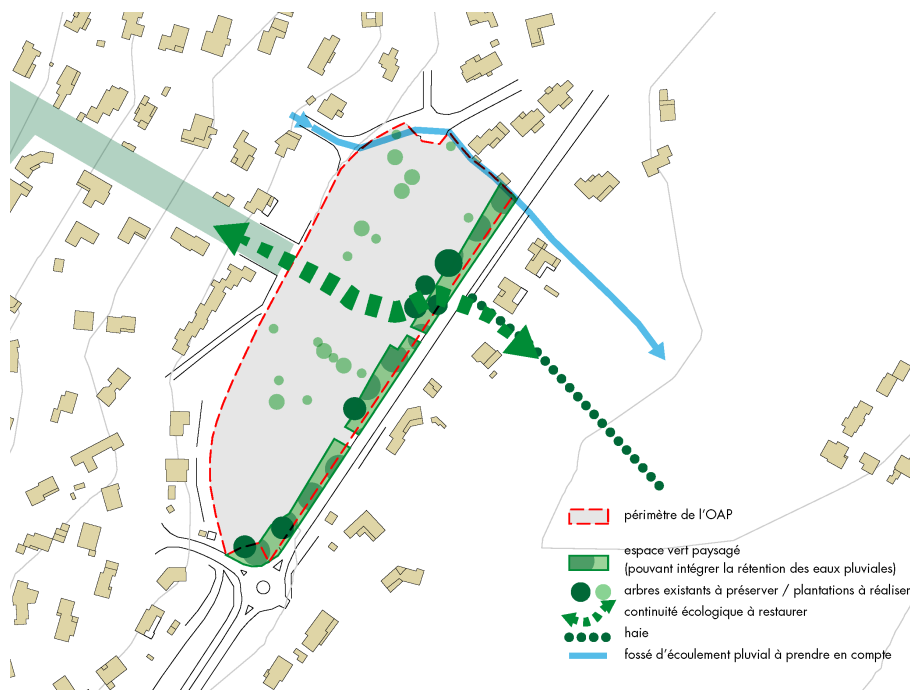 périmètre de l'OAP
espace vert paysagé
(pouvant intégrer la rétention des eaux pluviales)
arbres existants à préserver / plantations à réaliser
continuité écologique à restaurer
haie
fossé d'écoulement pluvial à prendre en compte